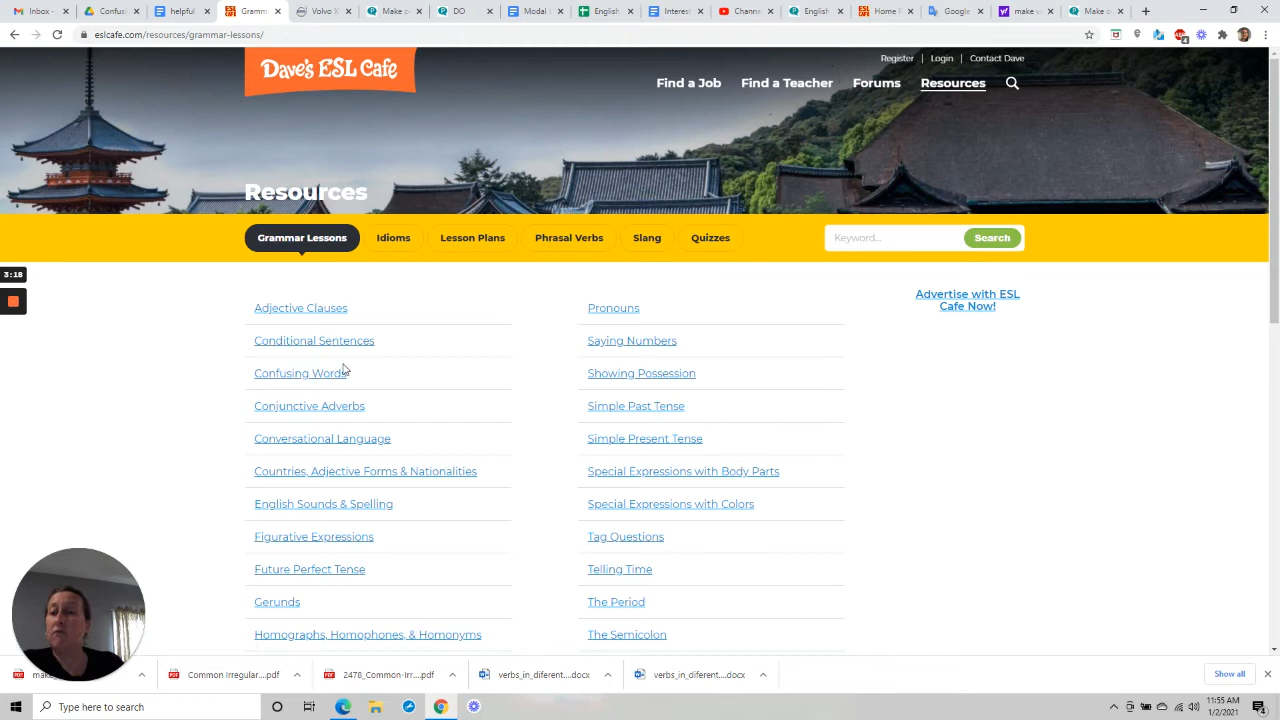 eslcafe.com/resources/grammar-lessons/
Register | Login | Contact Dave
Dave's ESL Cafe
Find a Job Find a Teacher Forums Resources
Resources
Grammar Lessons Idioms Lesson Plans Phrasal Verbs Slang Quizzes Keyword... Search
3:18
Advertise with ESL
Cafe Now!
Adjective Clauses
Conditional Sentences
Confusing Words
Conjunctive Adverbs
Conversational Language
Countries, Adjective Forms & Nationalities
English Sounds & Spelling
Figurative Expressions
Future Perfect Tense
Gerunds
Homographs, Homophones, & Homonyms
Pronouns
Saying Numbers
Showing Possession
Simple Past Tense
Simple Present Tense
Special Expressions with Body Parts
Special Expressions with Colors
Tag Questions
Telling Time
The Period
The Semicolon
Common Irregular....pdf 2478_Common-Irr....pdf verbs_in_diferent....docx verbs_in_diferent....docx Show all
Type here to search
11:55 AM
1/2/2021